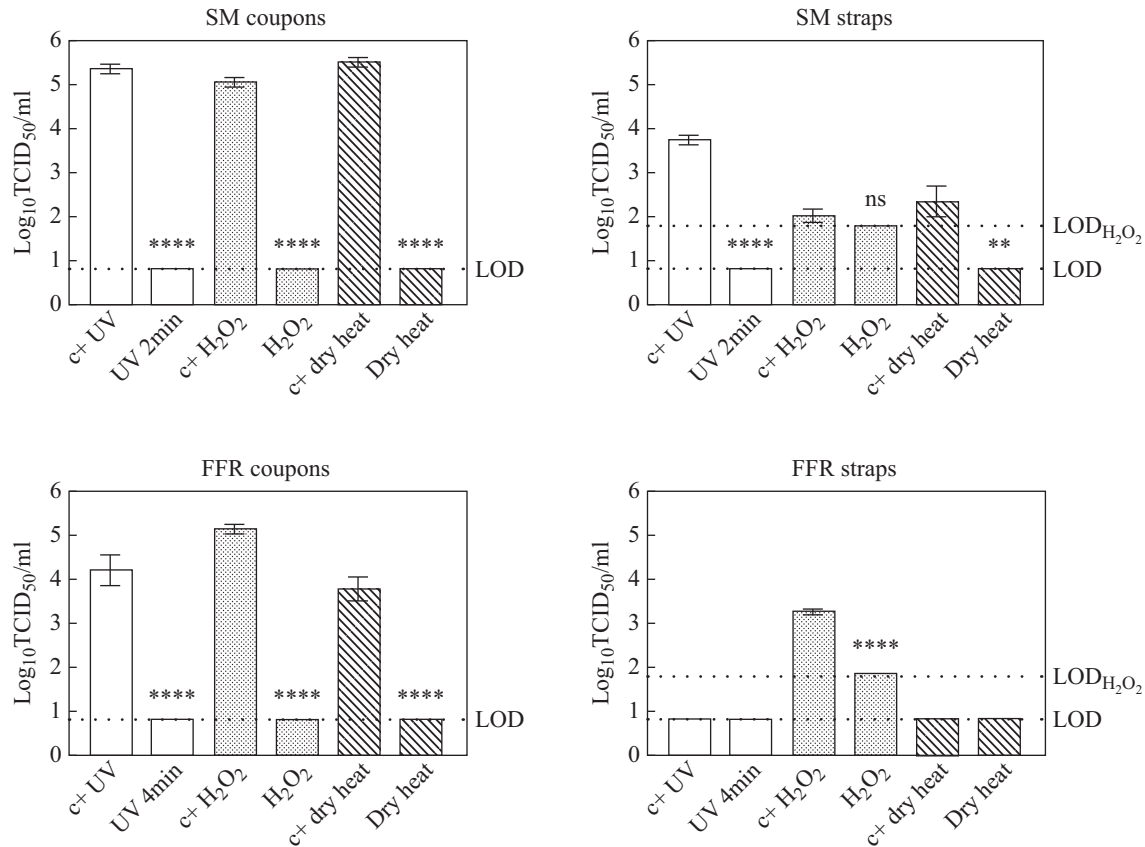 SM coupons
Log₁₀TCID₅₀/ml
6
5
4
3
2
1
0
**** **** ****
LOD
c+ UV
UV 2min
c+ H₂O₂
H₂O₂
c+ dry heat
Dry heat
SM straps
Log₁₀TCID₅₀/ml
6
5
4
3
2
1
0
ns
**** **
LOD_H₂O₂
LOD
c+ UV
UV 2min
c+ H₂O₂
H₂O₂
c+ dry heat
Dry heat
FFR coupons
Log₁₀TCID₅₀/ml
6
5
4
3
2
1
0
**** **** ****
LOD
c+ UV
UV 4min
c+ H₂O₂
H₂O₂
c+ dry heat
Dry heat
FFR straps
Log₁₀TCID₅₀/ml
6
5
4
3
2
1
0
****
LOD_H₂O₂
LOD
c+ UV
UV 4min
c+ H₂O₂
H₂O₂
c+ dry heat
Dry heat